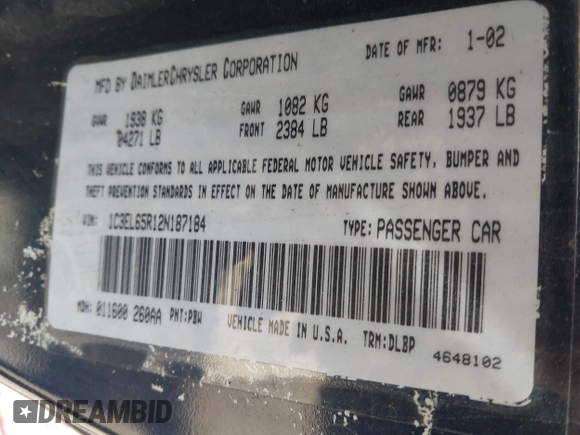 MFD BY DAIMLERCHRYSLER CORPORATION DATE OF MFR: 1-02
GVWR 1938 KG GAWR 1082 KG GAWR 0879 KG
04271 LB FRONT 2384 LB REAR 1937 LB
THIS VEHICLE CONFORMS TO ALL APPLICABLE FEDERAL MOTOR VEHICLE SAFETY, BUMPER AND
THEFT PREVENTION STANDARDS IN EFFECT ON THE DATE OF MANUFACTURE SHOWN ABOVE.
VIN: 1C3EL65R12N187184 TYPE: PASSENGER CAR
MDH: 011600 260AA PNT: PBW VEHICLE MADE IN U.S.A. TRM: DLBP
4648102
DREAMBID